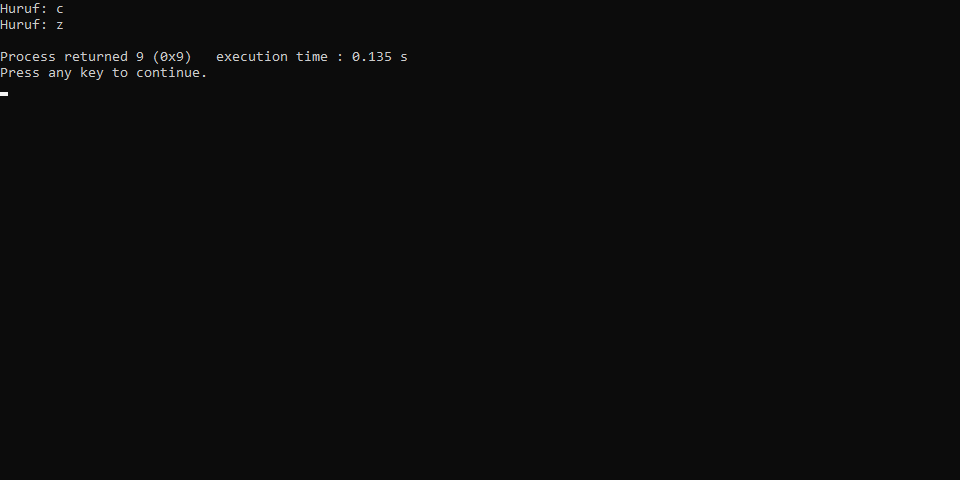 Huruf: c
Huruf: z
Process returned 9 (0x9)   execution time : 0.135 s
Press any key to continue.